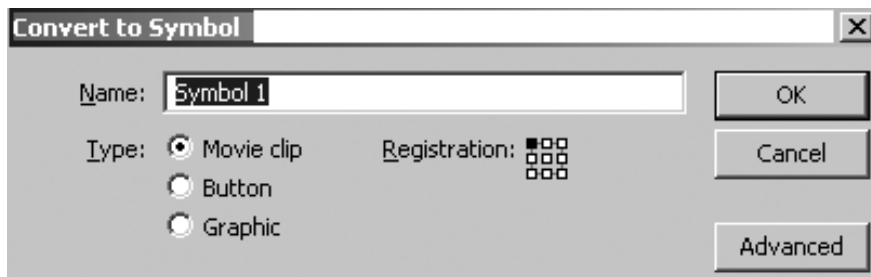 Convert to Symbol
Name: Symbol 1 OK
Type: Movie clip Registration: Cancel
Button
Graphic
Advanced